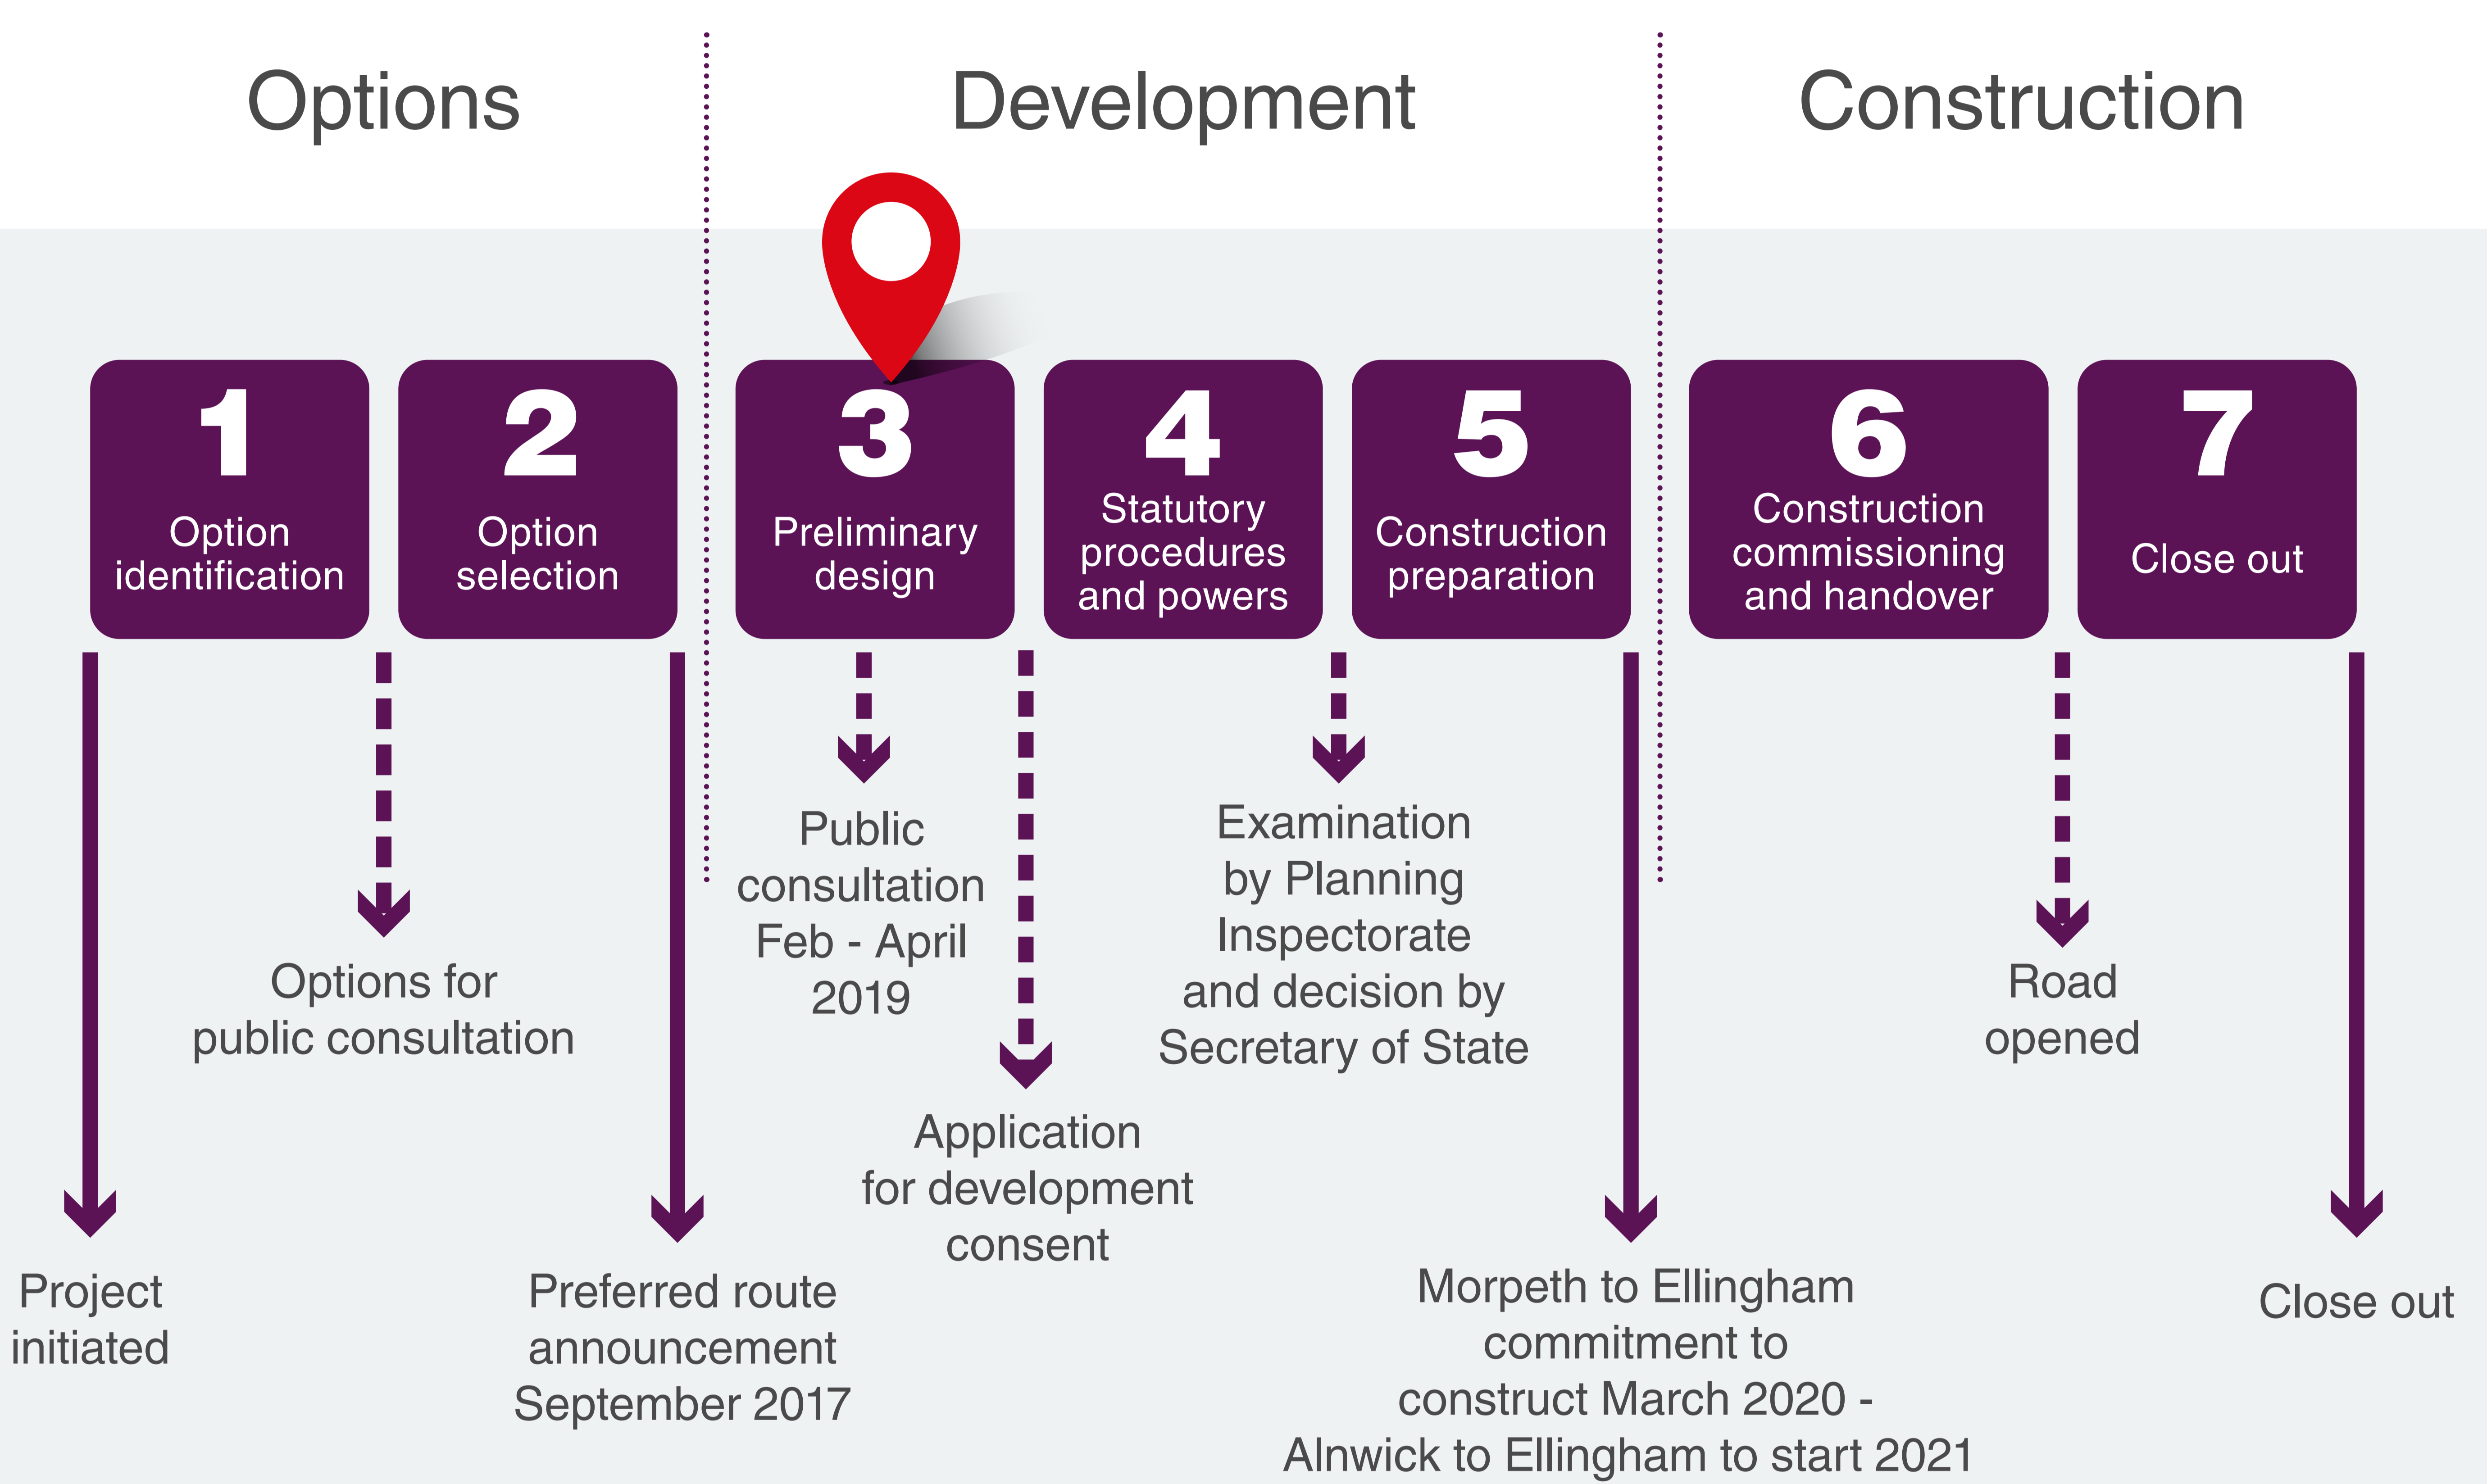 Options
Development
Construction
1
Option
identification
2
Option
selection
3
Preliminary
design
4
Statutory
procedures
and powers
5
Construction
preparation
6
Construction
commissioning
and handover
7
Close out
Project
initiated
Options for
public consultation
Preferred route
announcement
September 2017
Public
consultation
Feb - April
2019
Application
for development
consent
Examination
by Planning
Inspectorate
and decision by
Secretary of State
Morpeth to Ellingham
commitment to
construct March 2020 -
Alnwick to Ellingham to start 2021
Road
opened
Close out